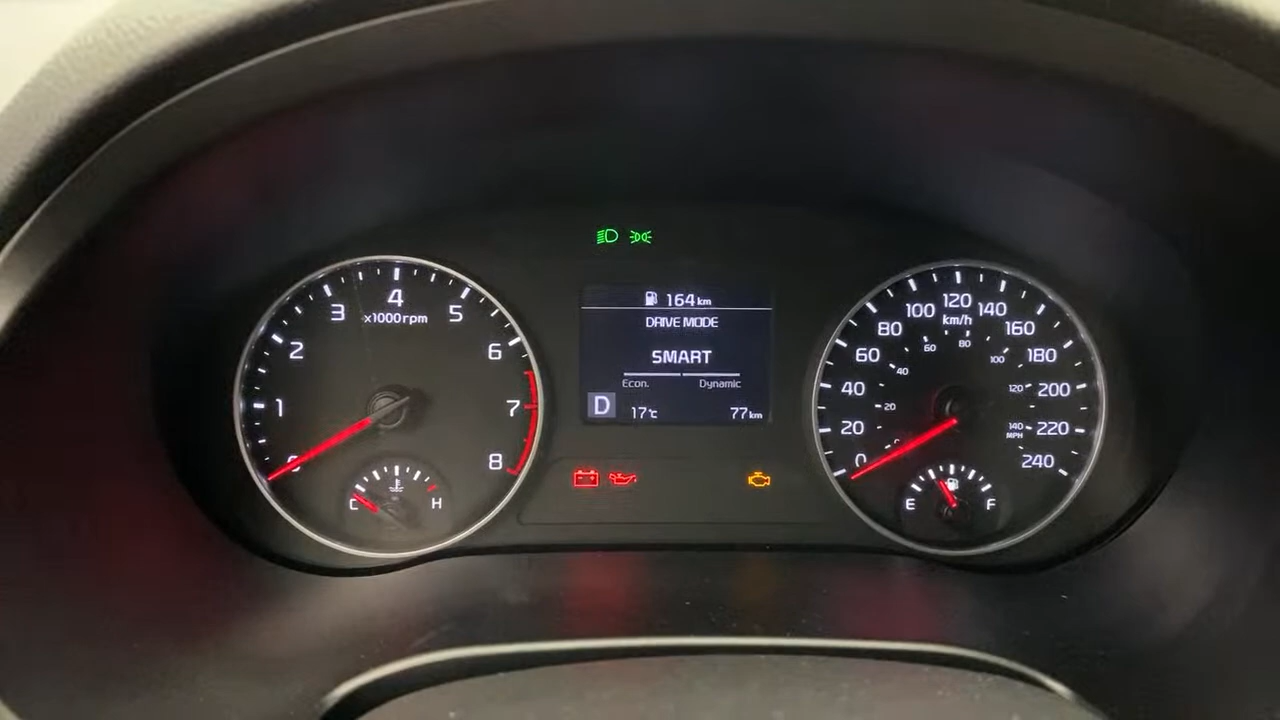 164 km
DRIVE MODE
SMART
Econ. Dynamic
D 17℃ 77 km
1
2
3
4
5
6
7
8
x1000rpm
C H
0
20
40
60
80
100
120
140
160
180
200
220
240
km/h
20
40
60
80
100
120
140
MPH
E F